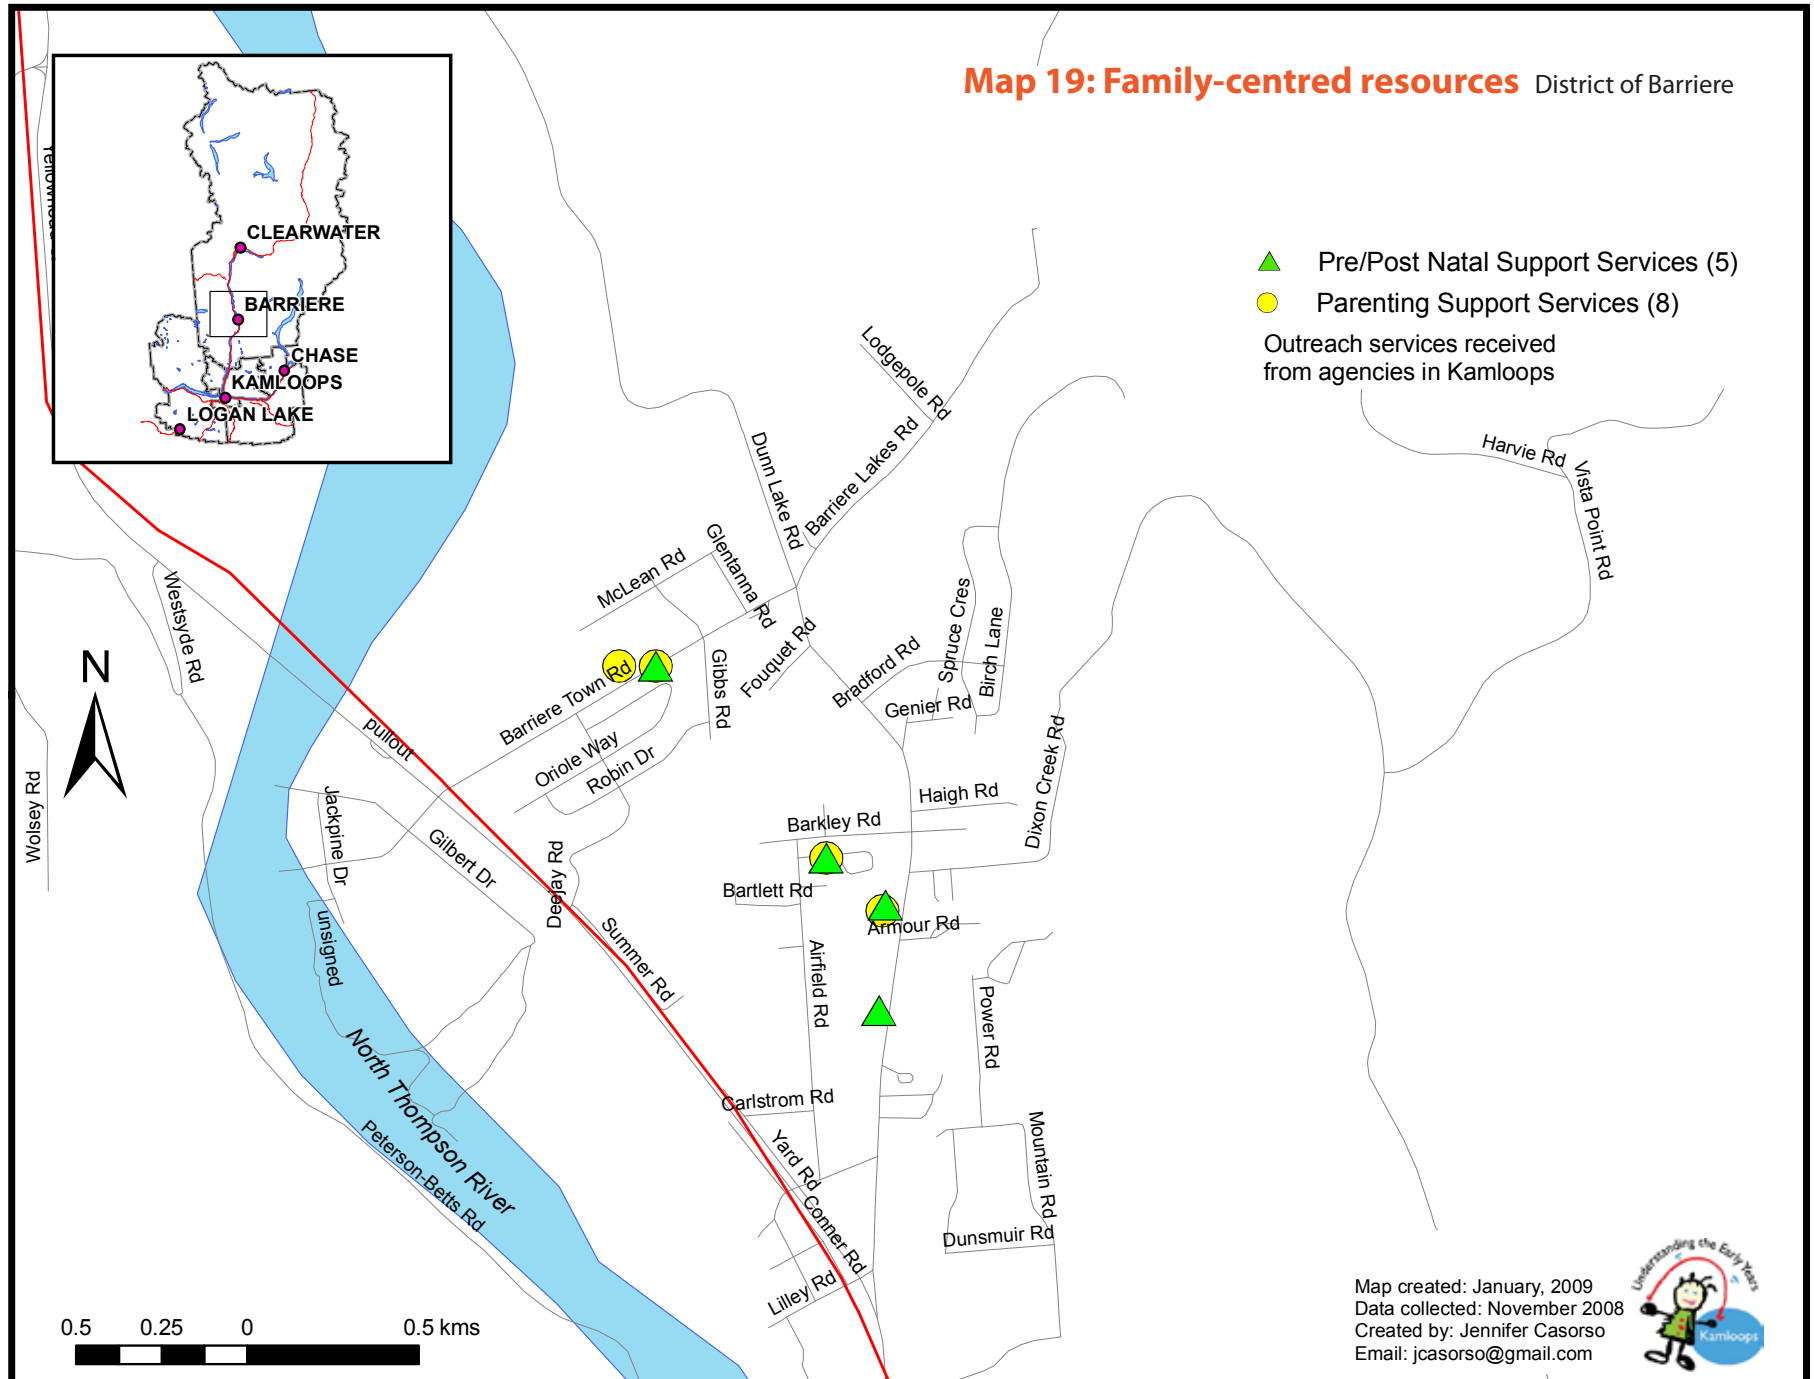 Map 19: Family-centred resources District of Barriere
CLEARWATER
BARRIERE
CHASE
KAMLOOPS
LOGAN LAKE
Pre/Post Natal Support Services (5)
Parenting Support Services (8)
Outreach services received
from agencies in Kamloops
Lodgepole Rd
Barriere Lakes Rd
Dunn Lake Rd
Harvie Rd
Vista Point Rd
Glentanna Rd
McLean Rd
Westsyde Rd
Fouquet Rd
Gibbs Rd
Bradford Rd
Spruce Cres
Birch Lane
Genier Rd
Barriere Town Rd
Oriole Way
Robin Dr
pullout
N
Wolsey Rd
Jackpine Dr
Gilbert Dr
Deejay Rd
Haigh Rd
Dixon Creek Rd
Barkley Rd
Bartlett Rd
Armour Rd
unsigned
Summer Rd
Airfield Rd
Power Rd
North Thompson River
Peterson-Betts Rd
Carlstrom Rd
Yard Rd
Conner Rd
Mountain Rd
Dunsmuir Rd
Lilley Rd
0.5 0.25 0 0.5 kms
Map created: January, 2009
Data collected: November 2008
Created by: Jennifer Casorso
Email: jcasorso@gmail.com
Understanding the Early Years
Kamloops